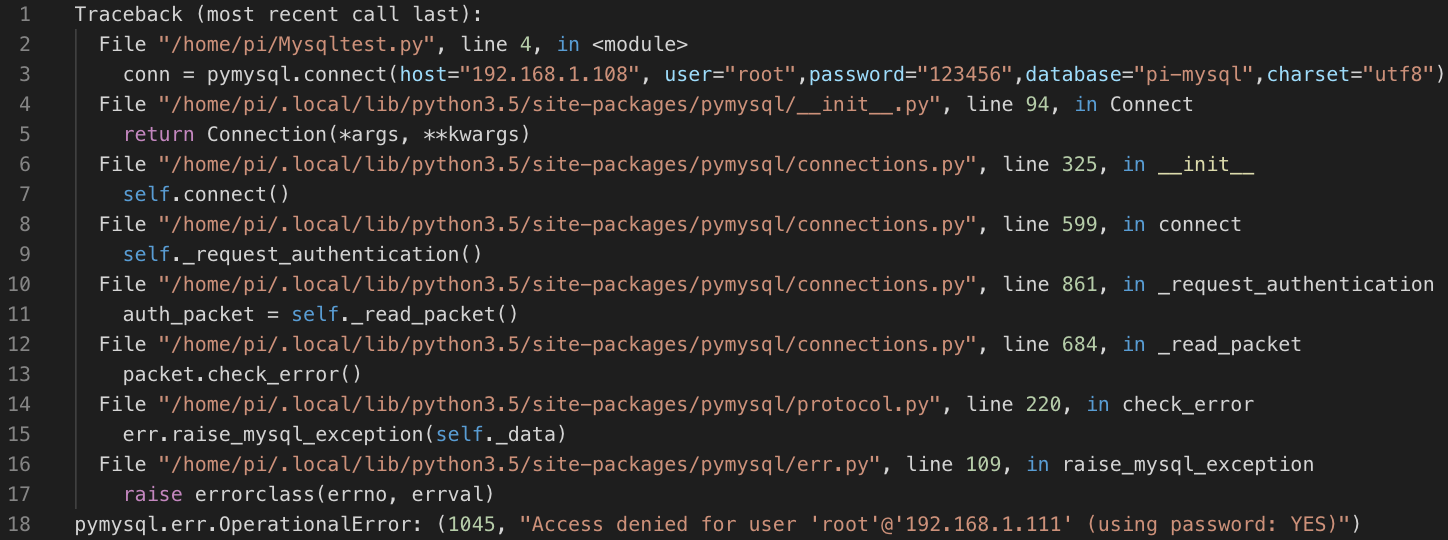 1 Traceback (most recent call last):
2 File "/home/pi/Mysqltest.py", line 4, in <module>
3 conn = pymysql.connect(host="192.168.1.108", user="root",password="123456",database="pi-mysql",charset="utf8")
4 File "/home/pi/.local/lib/python3.5/site-packages/pymysql/__init__.py", line 94, in Connect
5 return Connection(*args, **kwargs)
6 File "/home/pi/.local/lib/python3.5/site-packages/pymysql/connections.py", line 325, in __init__
7 self.connect()
8 File "/home/pi/.local/lib/python3.5/site-packages/pymysql/connections.py", line 599, in connect
9 self._request_authentication()
10 File "/home/pi/.local/lib/python3.5/site-packages/pymysql/connections.py", line 861, in _request_authentication
11 auth_packet = self._read_packet()
12 File "/home/pi/.local/lib/python3.5/site-packages/pymysql/connections.py", line 684, in _read_packet
13 packet.check_error()
14 File "/home/pi/.local/lib/python3.5/site-packages/pymysql/protocol.py", line 220, in check_error
15 err.raise_mysql_exception(self._data)
16 File "/home/pi/.local/lib/python3.5/site-packages/pymysql/err.py", line 109, in raise_mysql_exception
17 raise errorclass(errno, errval)
18 pymysql.err.OperationalError: (1045, "Access denied for user 'root'@'192.168.1.111' (using password: YES)")